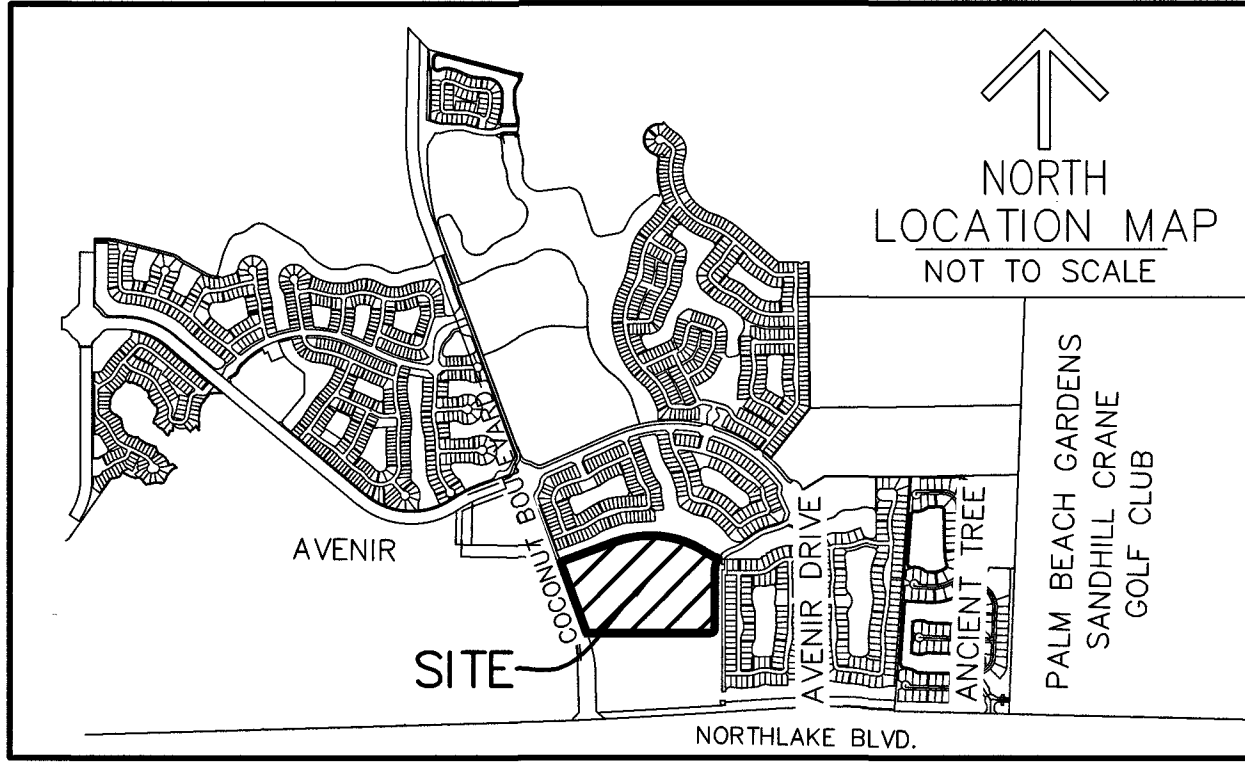 NORTH
LOCATION MAP
NOT TO SCALE
PALM BEACH GARDENS
SANDHILL CRANE
GOLF CLUB
COCONUT BOULEVARD
AVENIR
AVENIR DRIVE
ANCIENT TREE
SITE
NORTHLAKE BLVD.